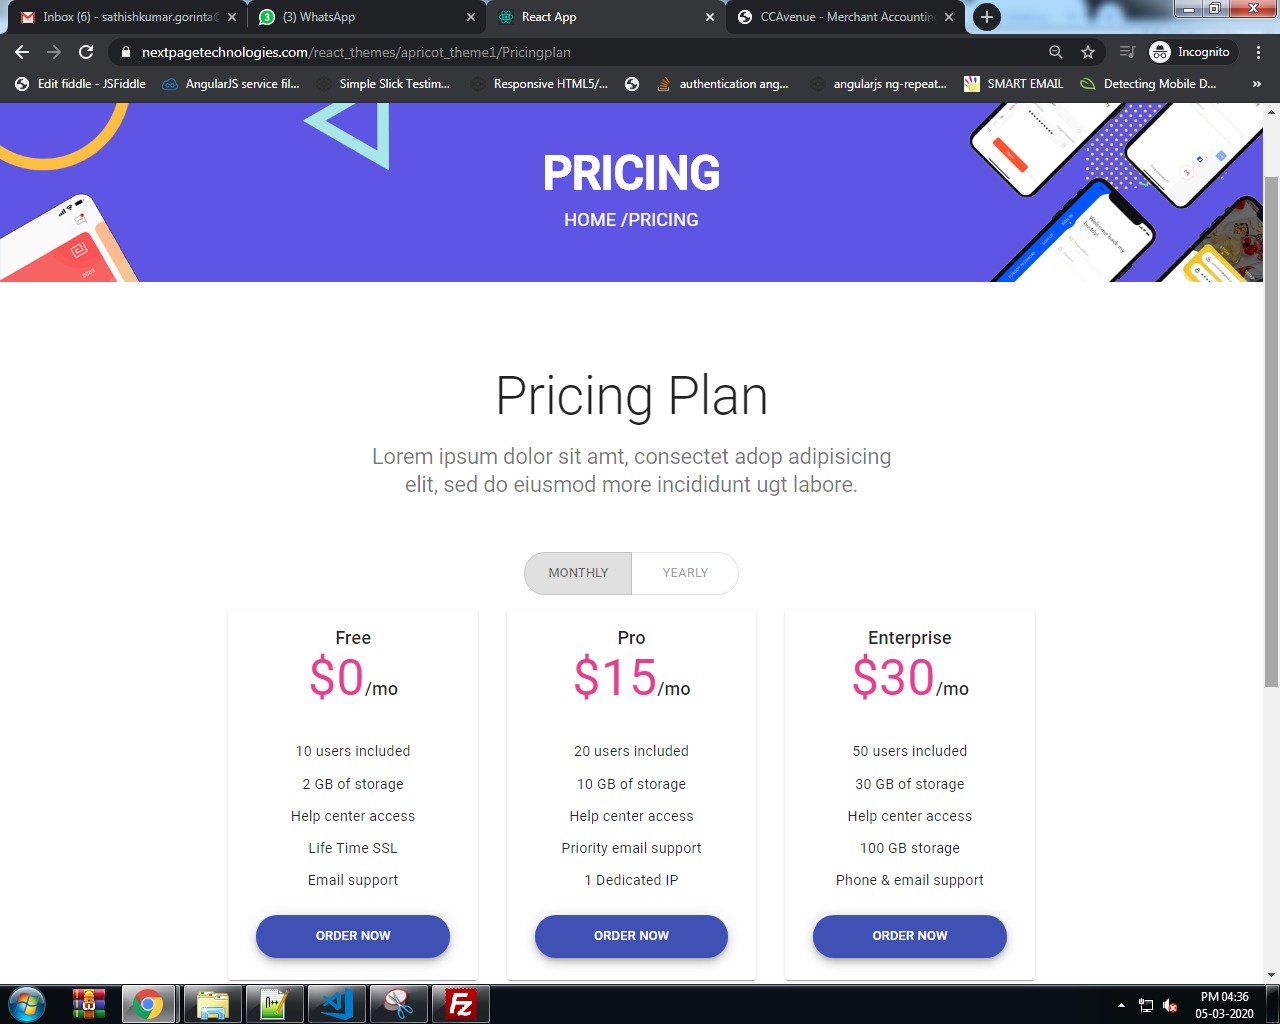 Inbox (6) - sathishkumar.gorinta@
(3) WhatsApp
React App
CCAvenue - Merchant Accountin
nextpagetechnologies.com/react_themes/apricot_theme1/Pricingplan
Incognito
Edit fiddle - JSFiddle
AngularJS service fil...
Simple Slick Testim...
Responsive HTML5/...
authentication ang...
angularjs ng-repeat...
SMART EMAIL
Detecting Mobile D...
»
PRICING
HOME /PRICING
Welcome back my
buddy!
Pricing Plan
Lorem ipsum dolor sit amt, consectet adop adipisicing
elit, sed do eiusmod more incididunt ugt labore.
MONTHLY
YEARLY
Free
$0/mo
10 users included
2 GB of storage
Help center access
Life Time SSL
Email support
ORDER NOW
Pro
$15/mo
20 users included
10 GB of storage
Help center access
Priority email support
1 Dedicated IP
ORDER NOW
Enterprise
$30/mo
50 users included
30 GB of storage
Help center access
100 GB storage
Phone & email support
ORDER NOW
PM 04:36
05-03-2020